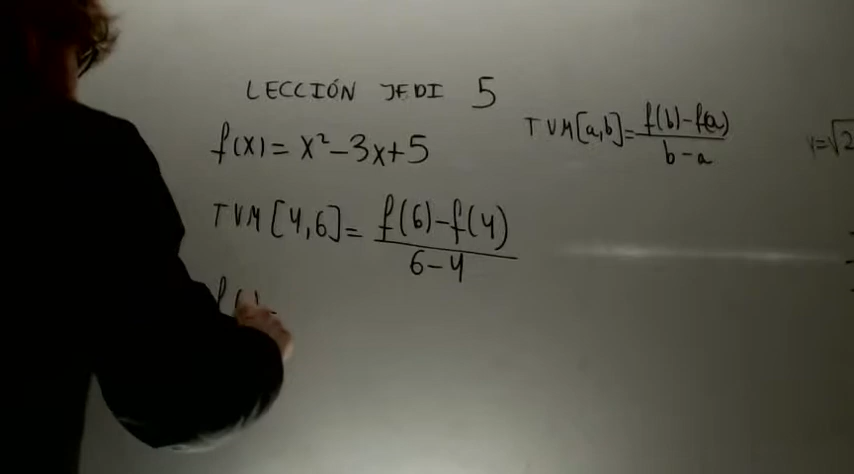 LECCIÓN JEDI 5
f(x) = x² - 3x + 5
TVM[a,b] = f(b) - f(a) / b - a
TVM[4,6] = f(6) - f(4) / 6 - 4
f(
y = √2